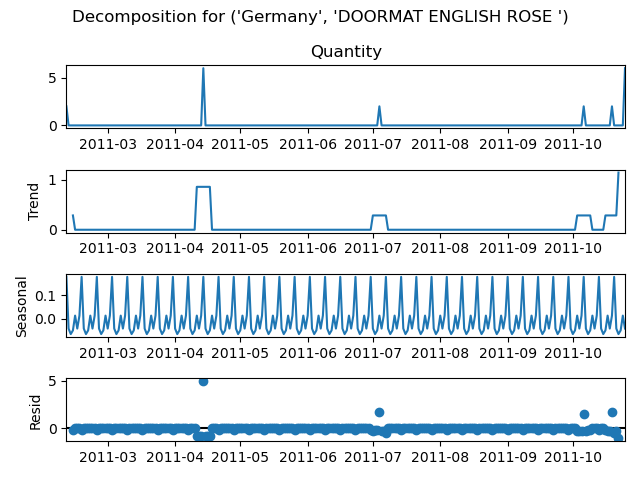 Decomposition for ('Germany', 'DOORMAT ENGLISH ROSE ')
Quantity
5
0
2011-03 2011-04 2011-05 2011-06 2011-07 2011-08 2011-09 2011-10
Trend
1
0
2011-03 2011-04 2011-05 2011-06 2011-07 2011-08 2011-09 2011-10
Seasonal
0.1
0.0
2011-03 2011-04 2011-05 2011-06 2011-07 2011-08 2011-09 2011-10
Resid
5
0
2011-03 2011-04 2011-05 2011-06 2011-07 2011-08 2011-09 2011-10